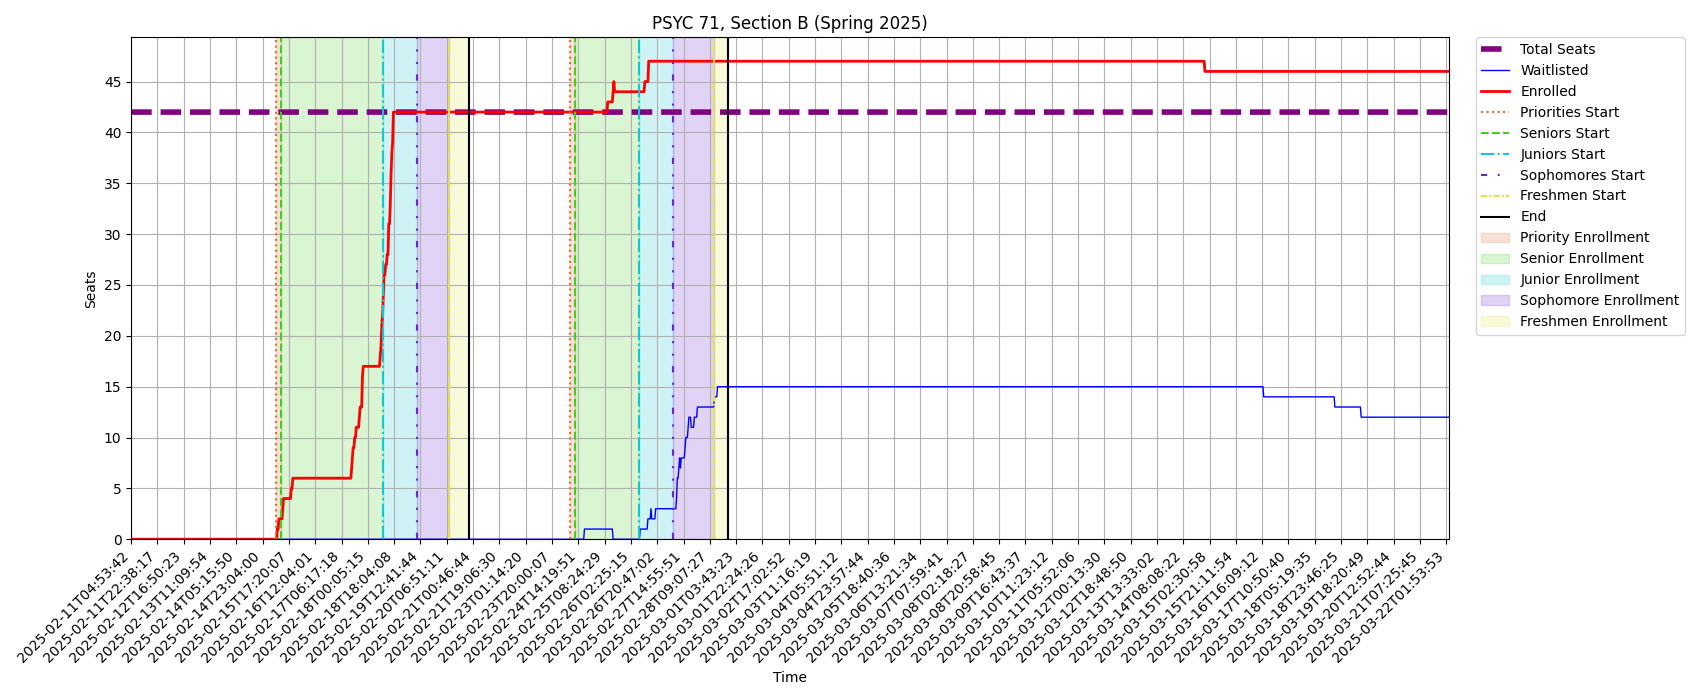 PSYC 71, Section B (Spring 2025)
Seats
45
40
35
30
25
20
15
10
5
0
2025-02-11T04:53:42
2025-02-11T22:38:17
2025-02-12T16:50:23
2025-02-13T11:09:54
2025-02-14T05:15:50
2025-02-14T23:04:00
2025-02-15T17:20:07
2025-02-16T12:04:01
2025-02-17T06:17:18
2025-02-18T00:05:15
2025-02-18T18:04:08
2025-02-19T12:41:44
2025-02-20T06:51:11
2025-02-21T00:46:44
2025-02-21T19:06:30
2025-02-22T13:14:20
2025-02-23T20:00:07
2025-02-24T14:19:51
2025-02-25T08:24:29
2025-02-26T02:25:15
2025-02-26T20:47:02
2025-02-27T14:55:51
2025-02-28T09:07:27
2025-03-01T03:43:23
2025-03-01T22:24:26
2025-03-02T17:02:52
2025-03-03T11:16:19
2025-03-04T05:51:12
2025-03-04T23:57:44
2025-03-05T18:40:36
2025-03-06T13:21:34
2025-03-07T07:59:41
2025-03-08T02:18:27
2025-03-08T20:58:45
2025-03-09T16:43:37
2025-03-10T11:23:12
2025-03-11T05:52:06
2025-03-12T00:13:30
2025-03-12T18:48:50
2025-03-13T13:33:02
2025-03-14T08:08:22
2025-03-15T02:30:58
2025-03-15T21:11:54
2025-03-16T16:09:12
2025-03-17T10:50:40
2025-03-18T05:19:35
2025-03-18T23:46:25
2025-03-19T18:20:49
2025-03-20T12:52:44
2025-03-21T07:25:45
2025-03-22T01:53:53
Time
Total Seats
Waitlisted
Enrolled
Priorities Start
Seniors Start
Juniors Start
Sophomores Start
Freshmen Start
End
Priority Enrollment
Senior Enrollment
Junior Enrollment
Sophomore Enrollment
Freshmen Enrollment